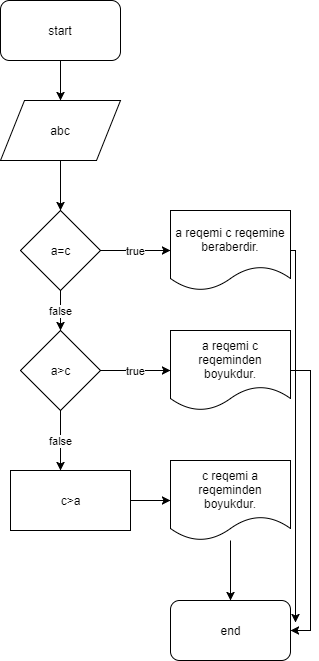 start
abc
a=c
true
a reqemi c reqemine
beraberdir.
false
a>c
true
a reqemi c
reqeminden
boyukdur.
false
c>a
c reqemi a
reqeminden
boyukdur.
end